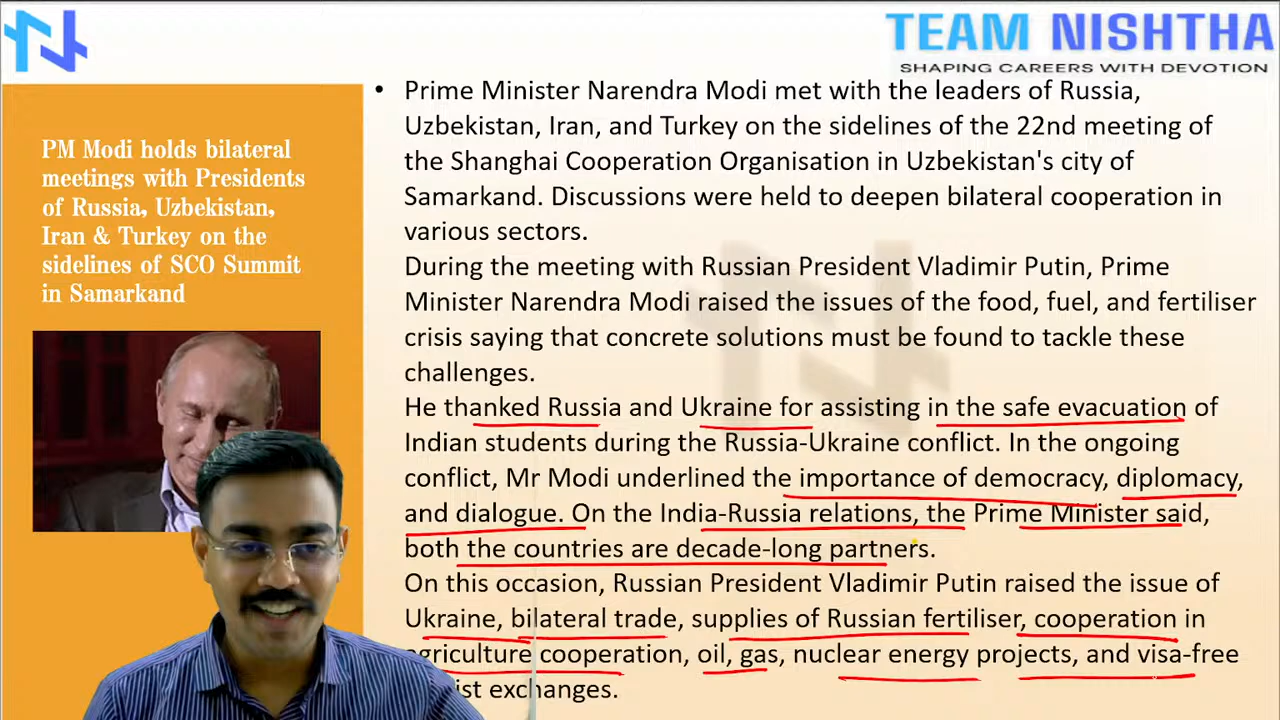 TEAM NISHTHA
SHAPING CAREERS WITH DEVOTION
PM Modi holds bilateral
meetings with Presidents
of Russia, Uzbekistan,
Iran & Turkey on the
sidelines of SCO Summit
in Samarkand
• Prime Minister Narendra Modi met with the leaders of Russia,
Uzbekistan, Iran, and Turkey on the sidelines of the 22nd meeting of
the Shanghai Cooperation Organisation in Uzbekistan's city of
Samarkand. Discussions were held to deepen bilateral cooperation in
various sectors.
During the meeting with Russian President Vladimir Putin, Prime
Minister Narendra Modi raised the issues of the food, fuel, and fertiliser
crisis saying that concrete solutions must be found to tackle these
challenges.
He thanked Russia and Ukraine for assisting in the safe evacuation of
Indian students during the Russia-Ukraine conflict. In the ongoing
conflict, Mr Modi underlined the importance of democracy, diplomacy,
and dialogue. On the India-Russia relations, the Prime Minister said,
both the countries are decade-long partners.
On this occasion, Russian President Vladimir Putin raised the issue of
Ukraine, bilateral trade, supplies of Russian fertiliser, cooperation in
agriculture cooperation, oil, gas, nuclear energy projects, and visa-free
exchanges.